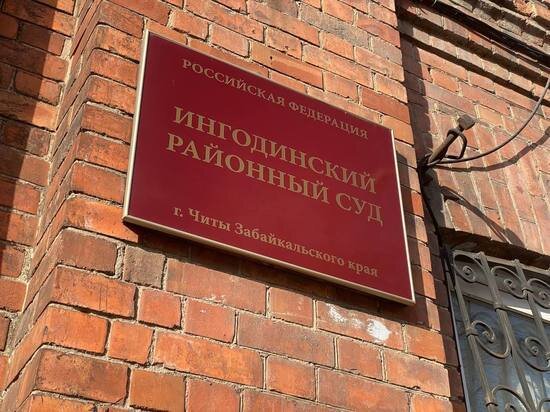 РОССИЙСКАЯ ФЕДЕРАЦИЯ
ИНГОДИНСКИЙ
РАЙОННЫЙ СУД
г. Читы Забайкальского края